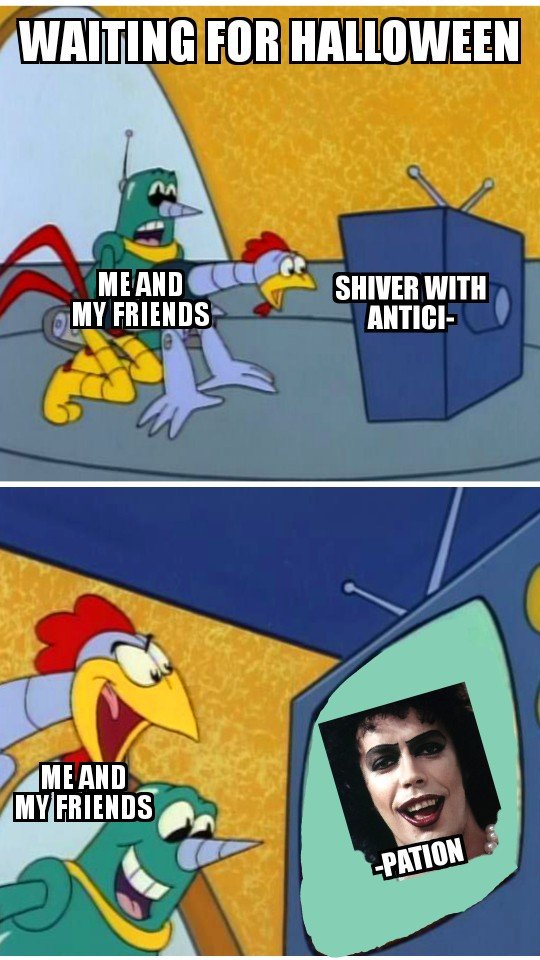 WAITING FOR HALLOWEEN
ME AND
MY FRIENDS
SHIVER WITH
ANTICI-
ME AND
MY FRIENDS
-PATION